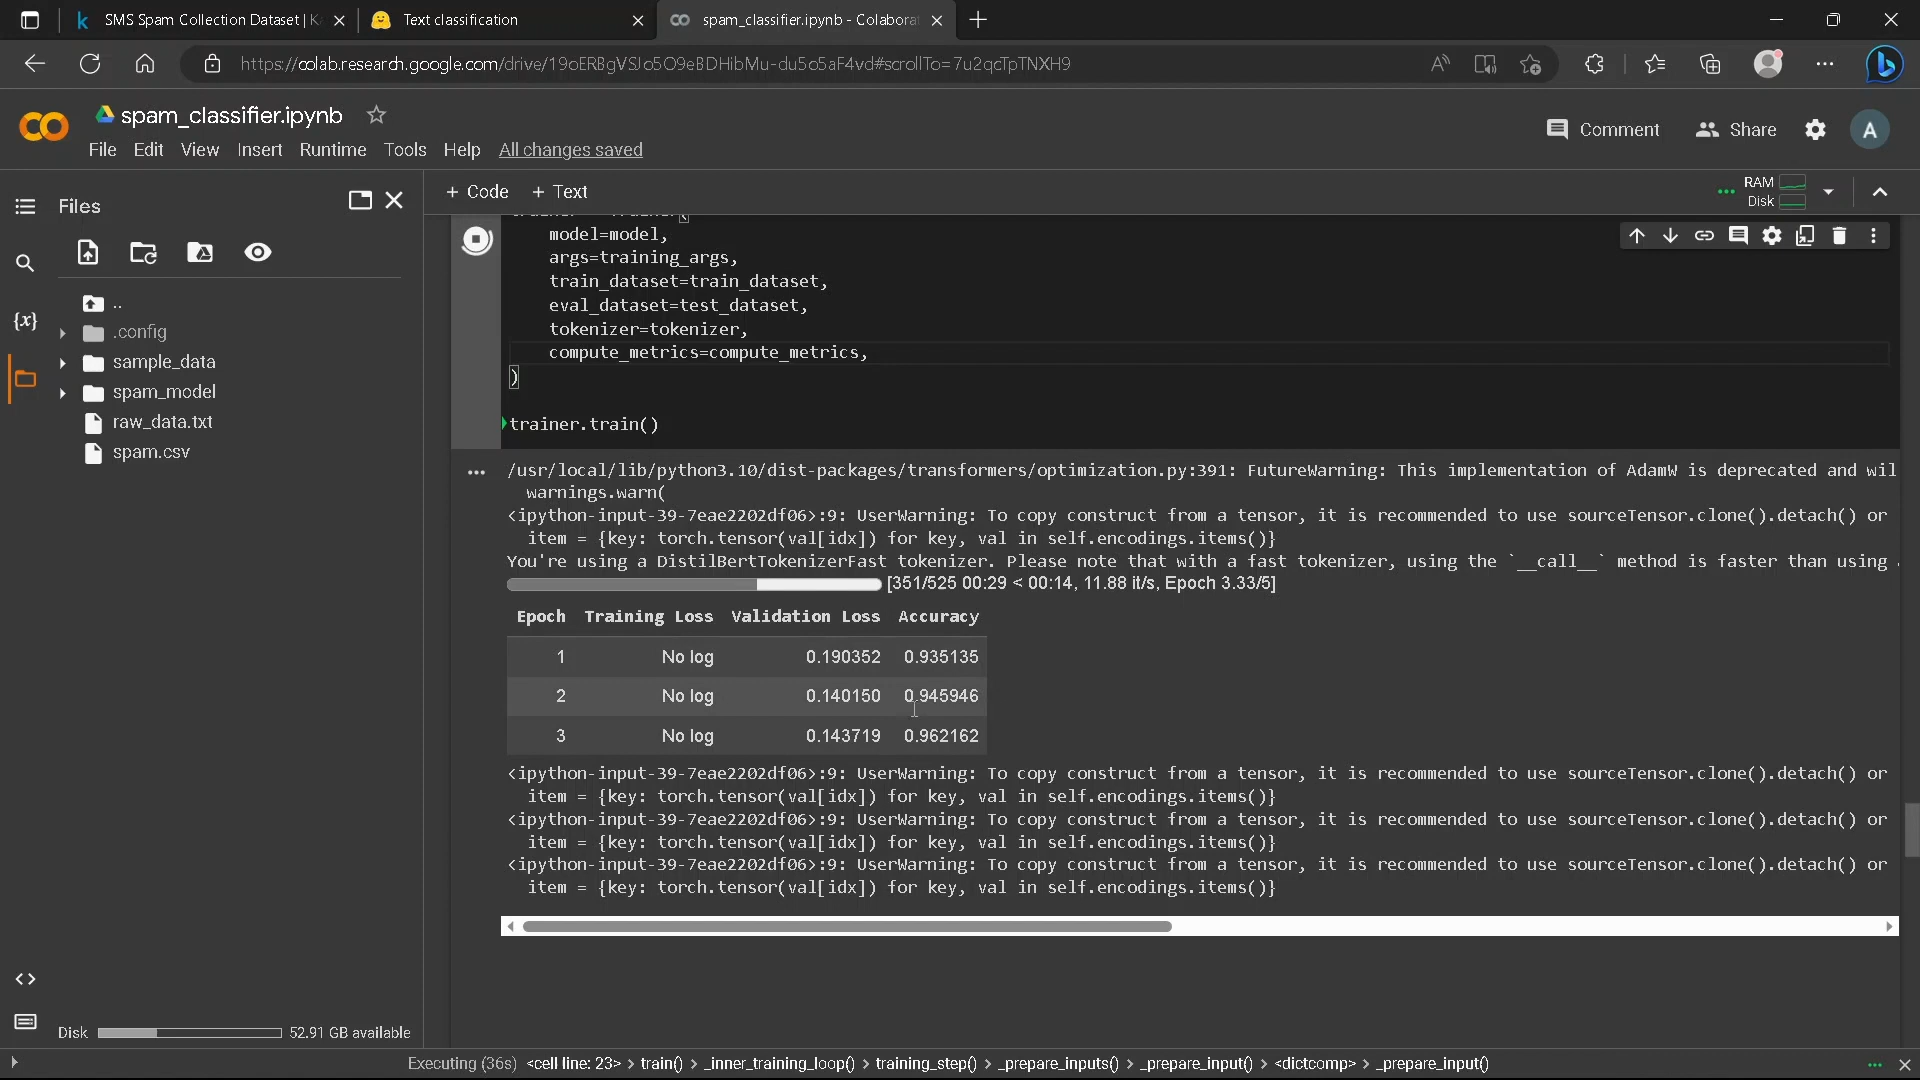 SMS Spam Collection Dataset | K
Text classification
spam_classifier.ipynb - Colabora
https://colab.research.google.com/drive/19oERBgVSJo5O9eBDHibMu-du5o5aF4vd#scrollTo=7u2qcTpTNXH9
spam_classifier.ipynb
Comment
Share
A
File Edit View Insert Runtime Tools Help All changes saved
Files
+ Code + Text
RAM
Disk
..
.config
sample_data
spam_model
raw_data.txt
spam.csv
model=model,
args=training_args,
train_dataset=train_dataset,
eval_dataset=test_dataset,
tokenizer=tokenizer,
compute_metrics=compute_metrics,
)
trainer.train()
/usr/local/lib/python3.10/dist-packages/transformers/optimization.py:391: FutureWarning: This implementation of AdamW is deprecated and wil
warnings.warn(
<ipython-input-39-7eae2202df06>:9: UserWarning: To copy construct from a tensor, it is recommended to use sourceTensor.clone().detach() or
item = {key: torch.tensor(val[idx]) for key, val in self.encodings.items()}
You're using a DistilBertTokenizerFast tokenizer. Please note that with a fast tokenizer, using the `__call__` method is faster than using
[351/525 00:29 < 00:14, 11.88 it/s, Epoch 3.33/5]
Epoch Training Loss Validation Loss Accuracy
1 No log 0.190352 0.935135
2 No log 0.140150 0.945946
3 No log 0.143719 0.962162
<ipython-input-39-7eae2202df06>:9: UserWarning: To copy construct from a tensor, it is recommended to use sourceTensor.clone().detach() or
item = {key: torch.tensor(val[idx]) for key, val in self.encodings.items()}
<ipython-input-39-7eae2202df06>:9: UserWarning: To copy construct from a tensor, it is recommended to use sourceTensor.clone().detach() or
item = {key: torch.tensor(val[idx]) for key, val in self.encodings.items()}
<ipython-input-39-7eae2202df06>:9: UserWarning: To copy construct from a tensor, it is recommended to use sourceTensor.clone().detach() or
item = {key: torch.tensor(val[idx]) for key, val in self.encodings.items()}
Disk 52.91 GB available
Executing (36s) <cell line: 23> > train() > _inner_training_loop() > training_step() > _prepare_inputs() > _prepare_input() > <dictcomp> > _prepare_input()